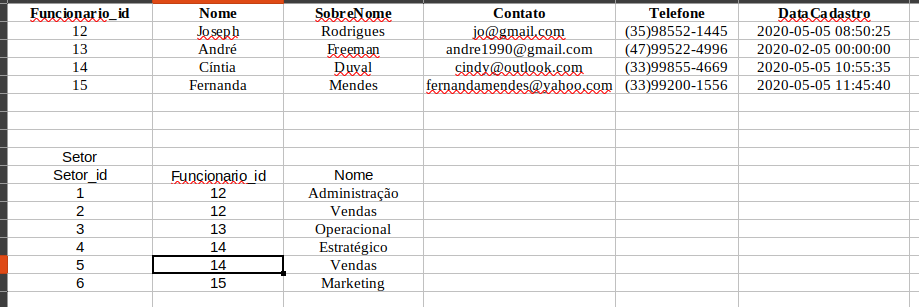 Funcionario_id Nome SobreNome Contato Telefone DataCadastro
12 Joseph Rodrigues jo@gmail.com (35)98552-1445 2020-05-05 08:50:25
13 André Freeman andre1990@gmail.com (47)99522-4996 2020-05-02 00:00:00
14 Cíntia Duval cindy@outlook.com (33)99855-4669 2020-05-05 10:55:35
15 Fernanda Mendes fernandamendes@yahoo.com (33)99200-1556 2020-05-05 11:45:40
Setor
Setor_id Funcionario_id Nome
1 12 Administração
2 12 Vendas
3 13 Operacional
4 14 Estratégico
5 14 Vendas
6 15 Marketing